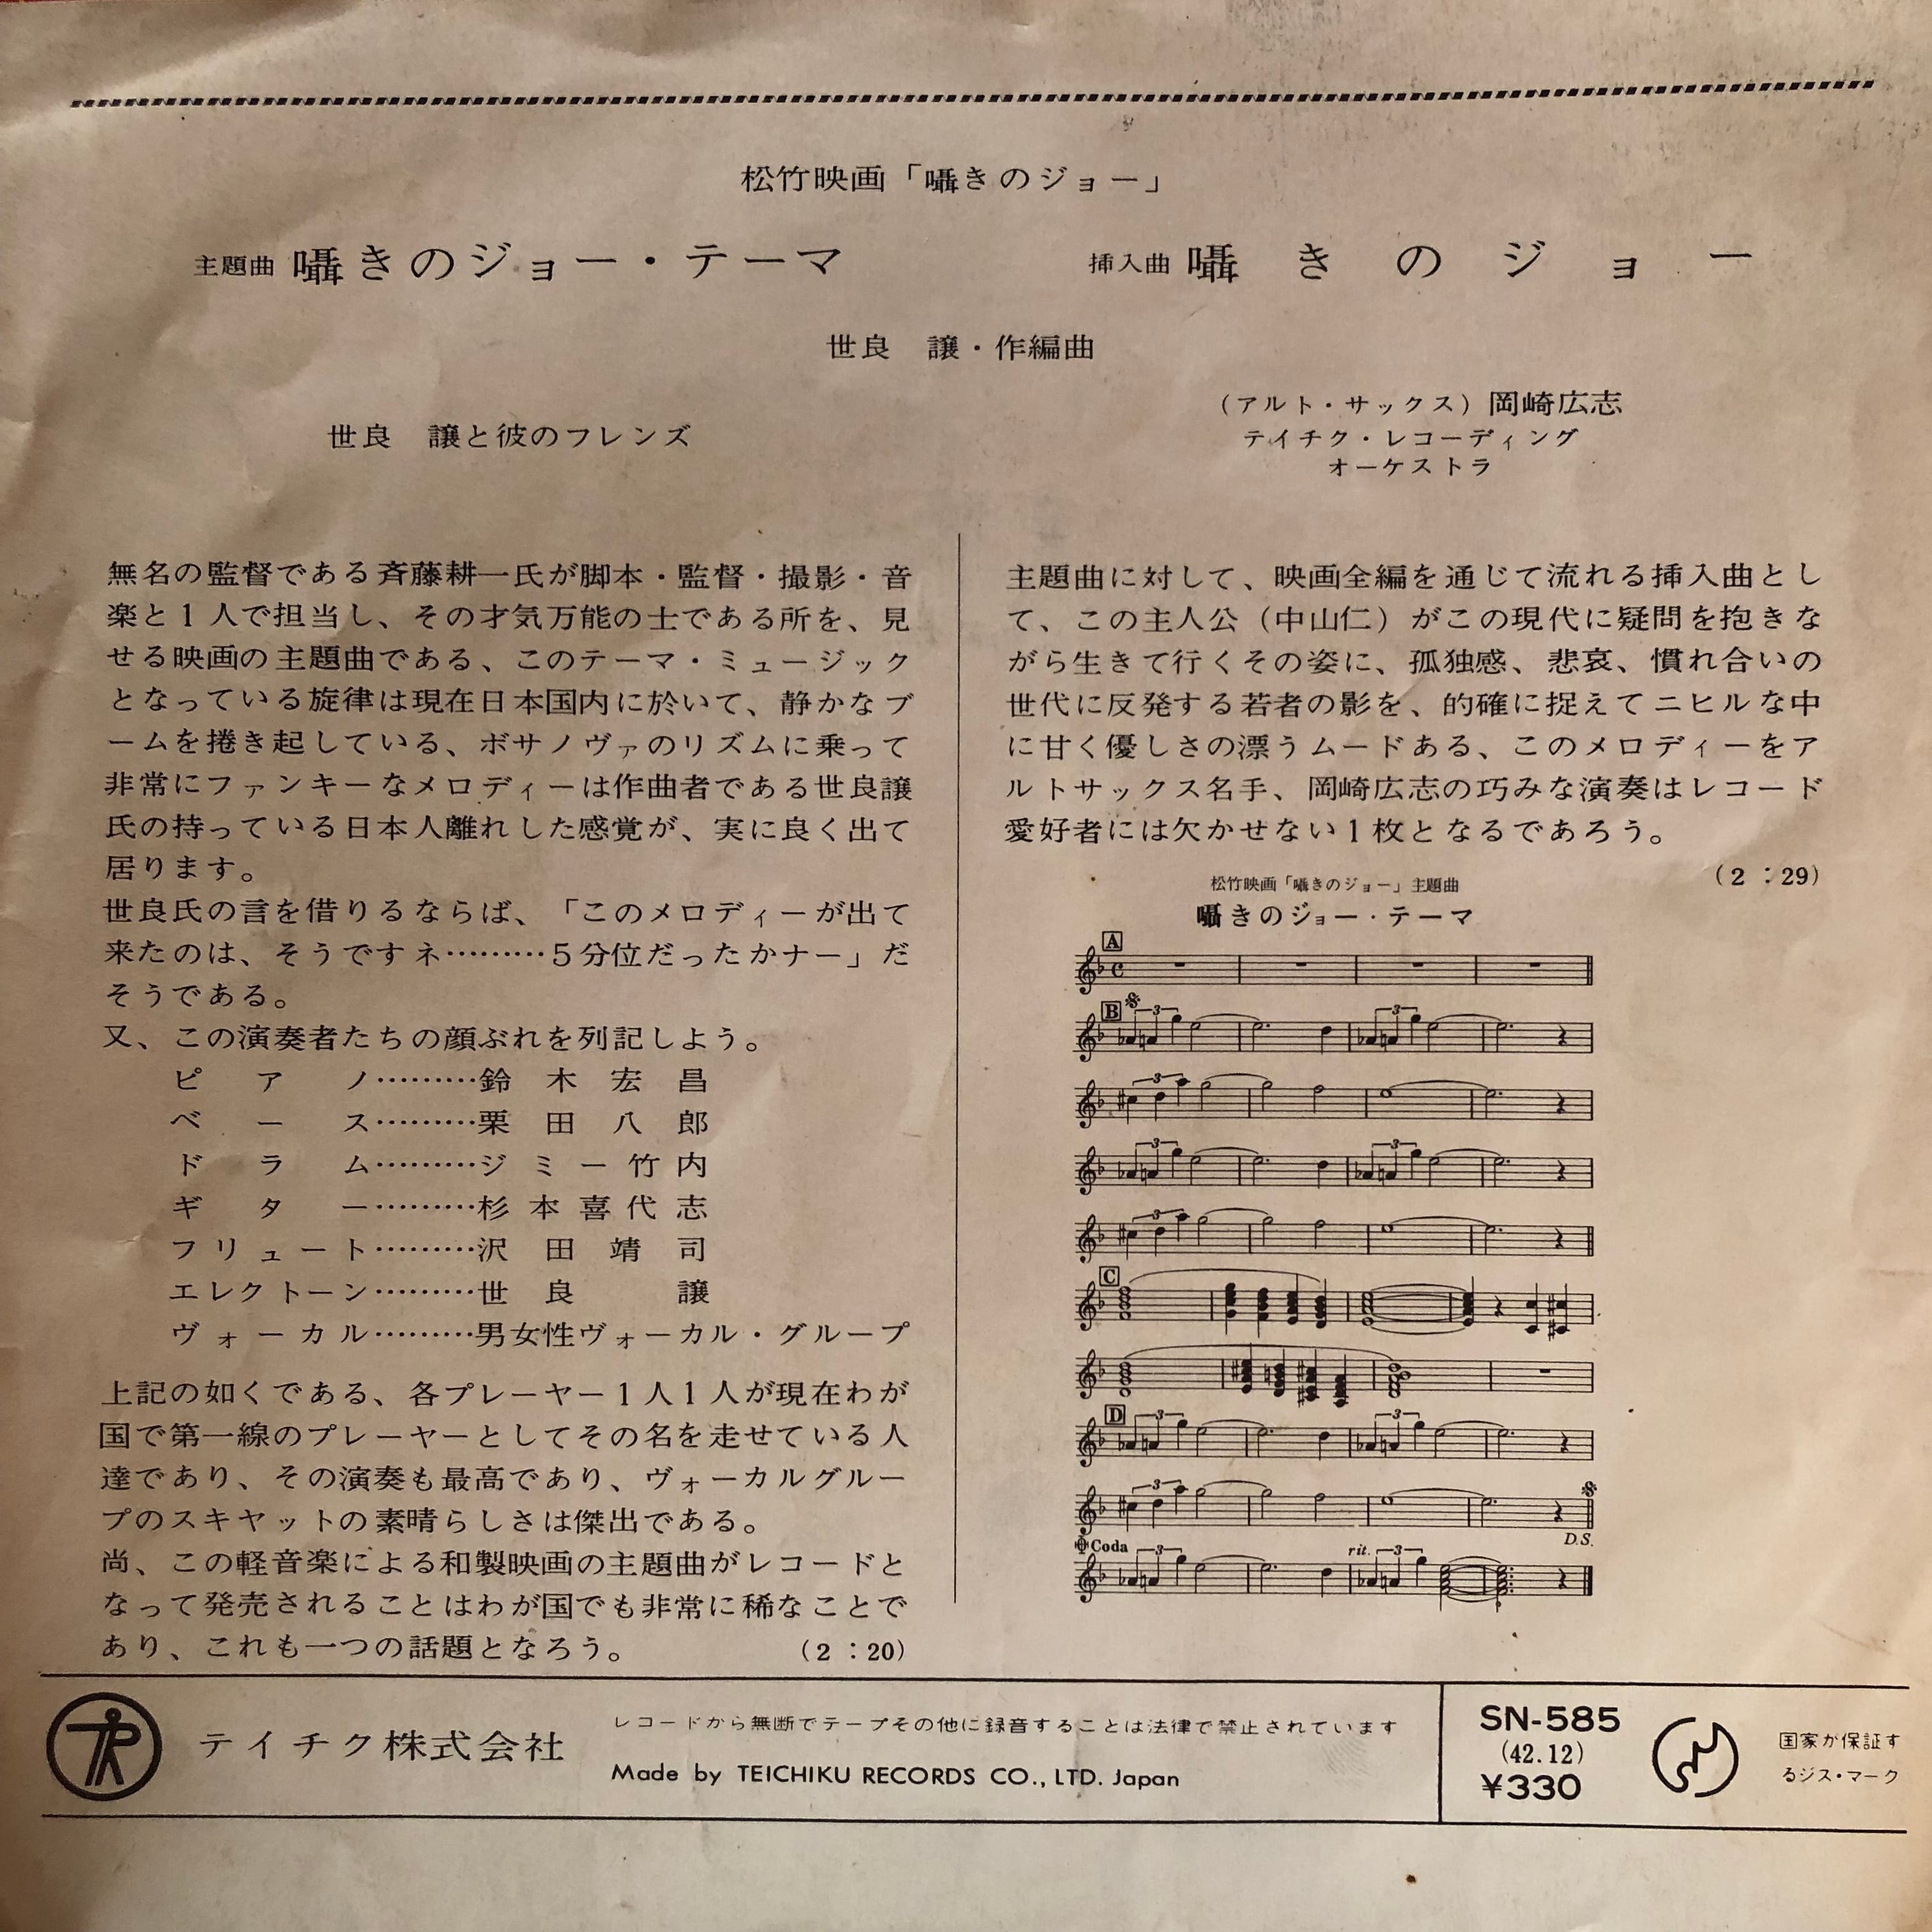 松竹映画「囁きのジョー」
主題曲 囁きのジョー・テーマ
挿入曲 囁きのジョー
世良　譲・作編曲
世良　譲と彼のフレンズ
（アルト・サックス）岡崎広志
テイチク・レコーディング
オーケストラ
無名の監督である斉藤耕一氏が脚本・監督・撮影・音
楽と1人で担当し、その才気万能の士である所を、見
せる映画の主題曲である、このテーマ・ミュージック
となっている旋律は現在日本国内に於いて、静かなブ
ームを捲き起している、ボサノヴァのリズムに乗って
非常にファンキーなメロディーは作曲者である世良譲
氏の持っている日本人離れした感覚が、実に良く出て
居ります。
世良氏の言を借りるならば、「このメロディーが出て
来たのは、そうですネ………5分位だったかナー」だ
そうである。
又、この演奏者たちの顔ぶれを列記しよう。
ピアノ………鈴木宏昌
ベース………栗田八郎
ドラム………ジミー竹内
ギター………杉本喜代志
フリュート………沢田靖司
エレクトーン………世良　譲
ヴォーカル………男女性ヴォーカル・グループ
上記の如くである、各プレーヤー1人1人が現在わが
国で第一線のプレーヤーとしてその名を走せている人
達であり、その演奏も最高であり、ヴォーカルグルー
プのスキヤットの素晴らしさは傑出である。
尚、この軽音楽による和製映画の主題曲がレコードと
なって発売されることはわが国でも非常に稀なことで
あり、これも一つの話題となろう。　（2：20）
主題曲に対して、映画全編を通じて流れる挿入曲とし
て、この主人公（中山仁）がこの現代に疑問を抱きな
がら生きて行くその姿に、孤独感、悲哀、慣れ合いの
世代に反発する若者の影を、的確に捉えてニヒルな中
に甘く優しさの漂うムードある、このメロディーをア
ルトサックス名手、岡崎広志の巧みな演奏はレコード
愛好者には欠かせない1枚となるであろう。
（2：29）
松竹映画「囁きのジョー」主題曲
囁きのジョー・テーマ
A
B
3 3
3
3 3
3
C
D
3 3
3
D.S.
Coda 3 rit. 3
テイチク株式会社
レコードから無断でテープその他に録音することは法律で禁止されています
Made by TEICHIKU RECORDS CO., LTD. Japan
SN-585
(42.12)
¥330
国家が保証す
るジス・マーク